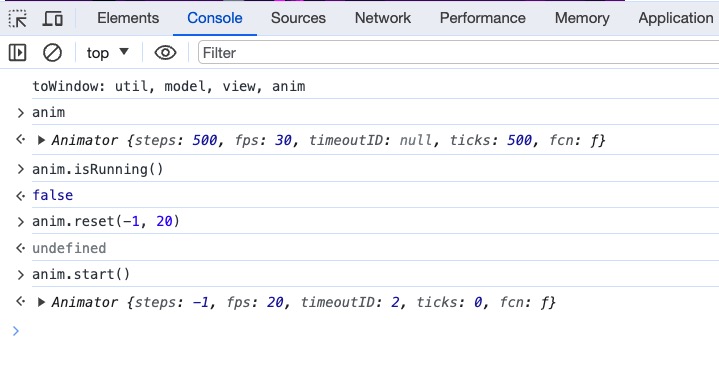 Elements Console Sources Network Performance Memory Application
top ▼ Filter
toWindow: util, model, view, anim
> anim
<· ▶ Animator {steps: 500, fps: 30, timeoutID: null, ticks: 500, fcn: ƒ}
> anim.isRunning()
<· false
> anim.reset(-1, 20)
<· undefined
> anim.start()
<· ▶ Animator {steps: -1, fps: 20, timeoutID: 2, ticks: 0, fcn: ƒ}
>